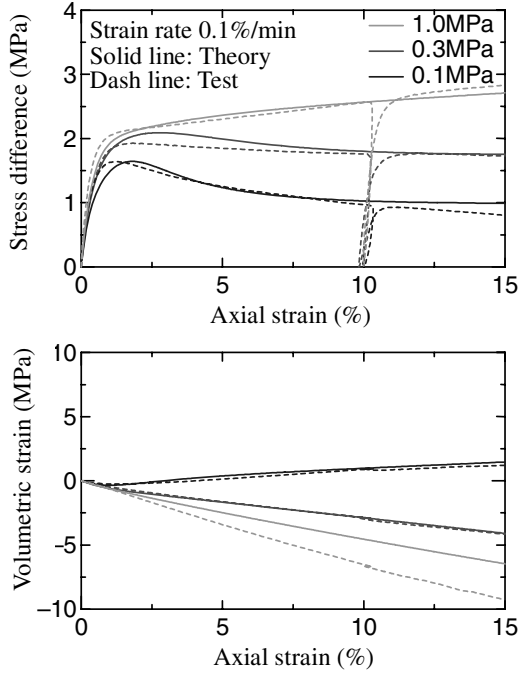 Strain rate 0.1%/min
Solid line: Theory
Dash line: Test
1.0MPa
0.3MPa
0.1MPa
Stress difference (MPa)
4
3
2
1
0
0
5
10
15
Axial strain (%)
Volumetric strain (MPa)
10
5
0
−5
−10
0
5
10
15
Axial strain (%)